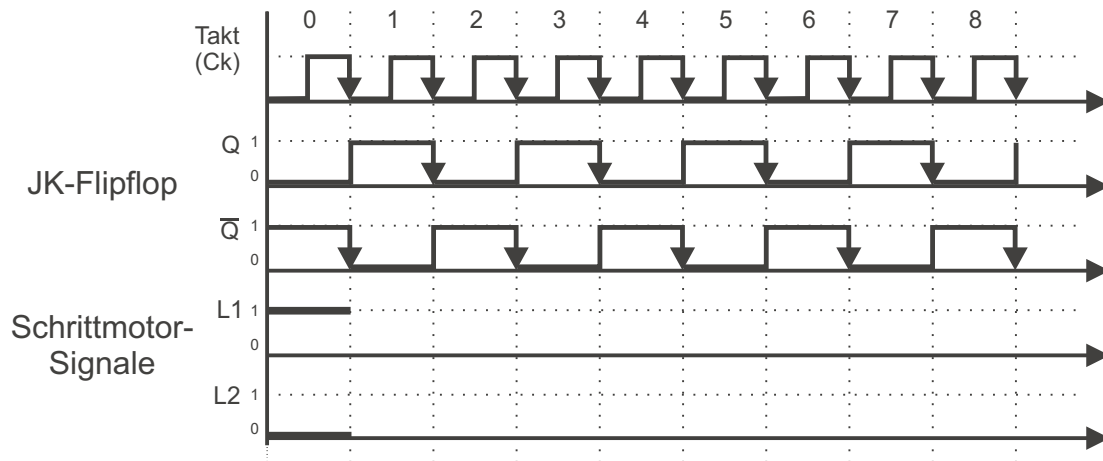 0 1 2 3 4 5 6 7 8
Takt
(Ck)
JK-Flipflop
Q 1
0
Q̅ 1
0
Schrittmotor-
Signale
L1 1
0
L2 1
0